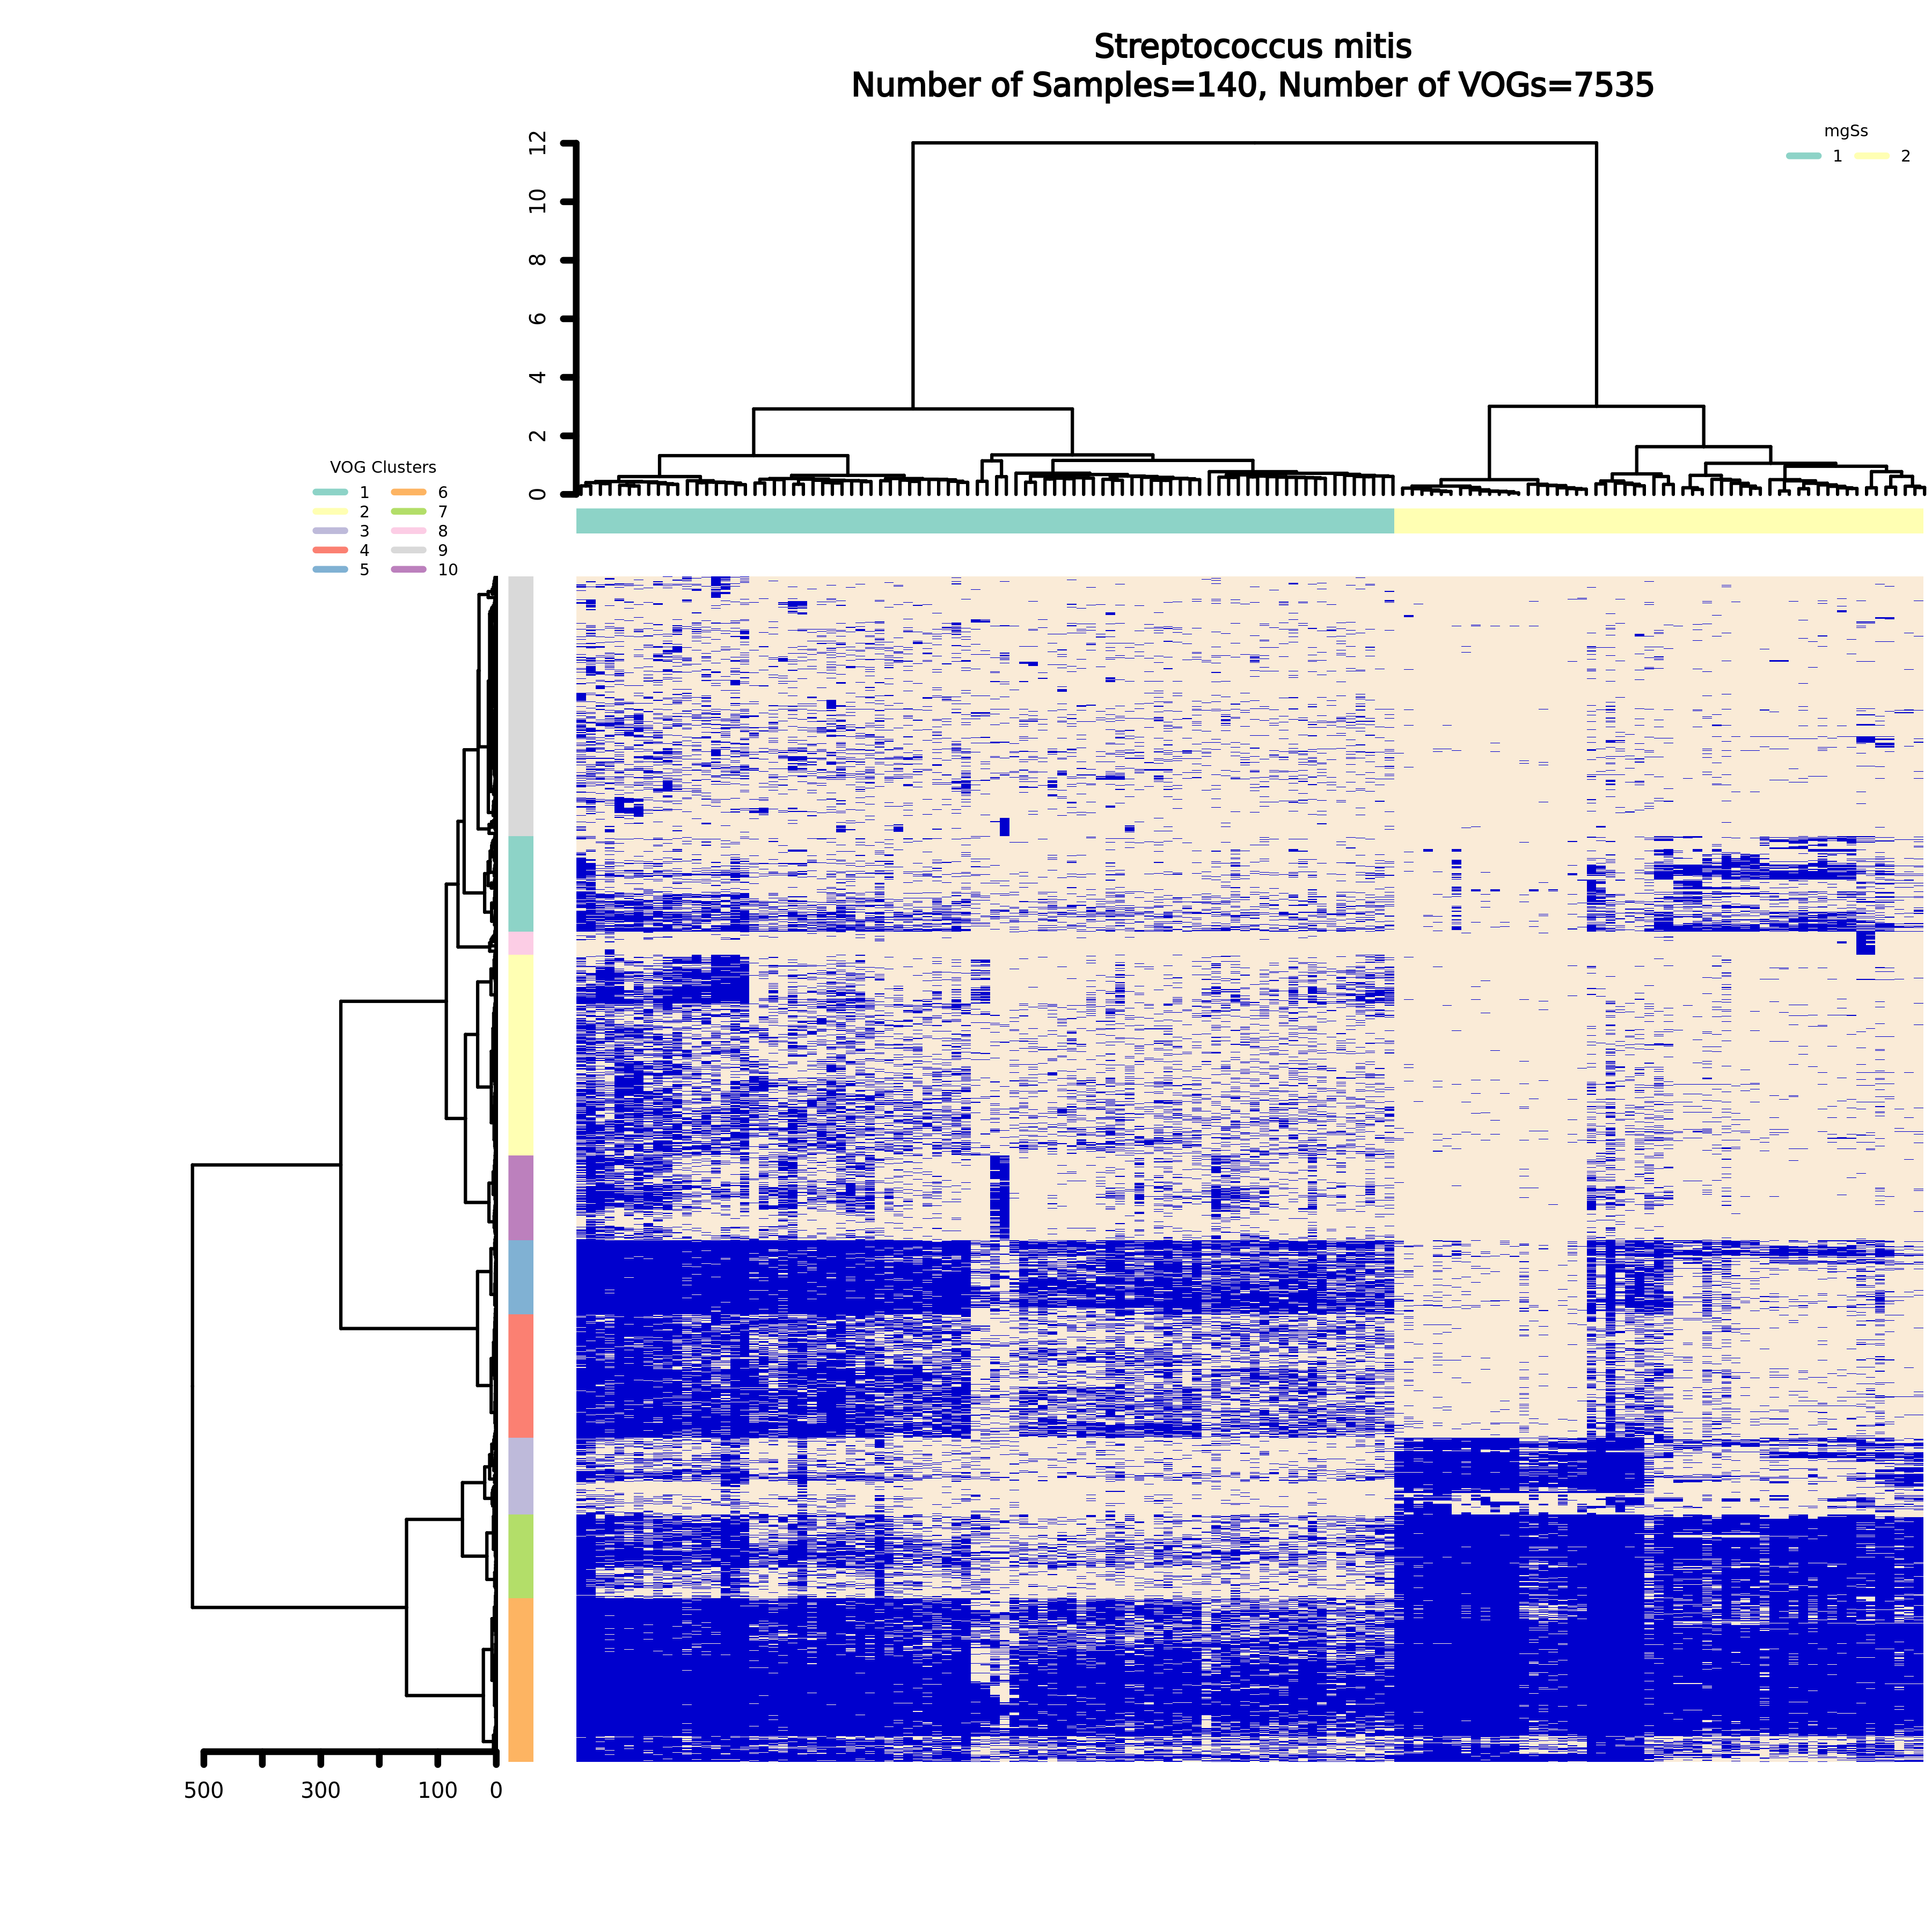 Streptococcus mitis
Number of Samples=140, Number of VOGs=7535
mgSs
1 2
12
10
8
6
4
2
0
VOG Clusters
1 6
2 7
3 8
4 9
5 10
500 300 100 0